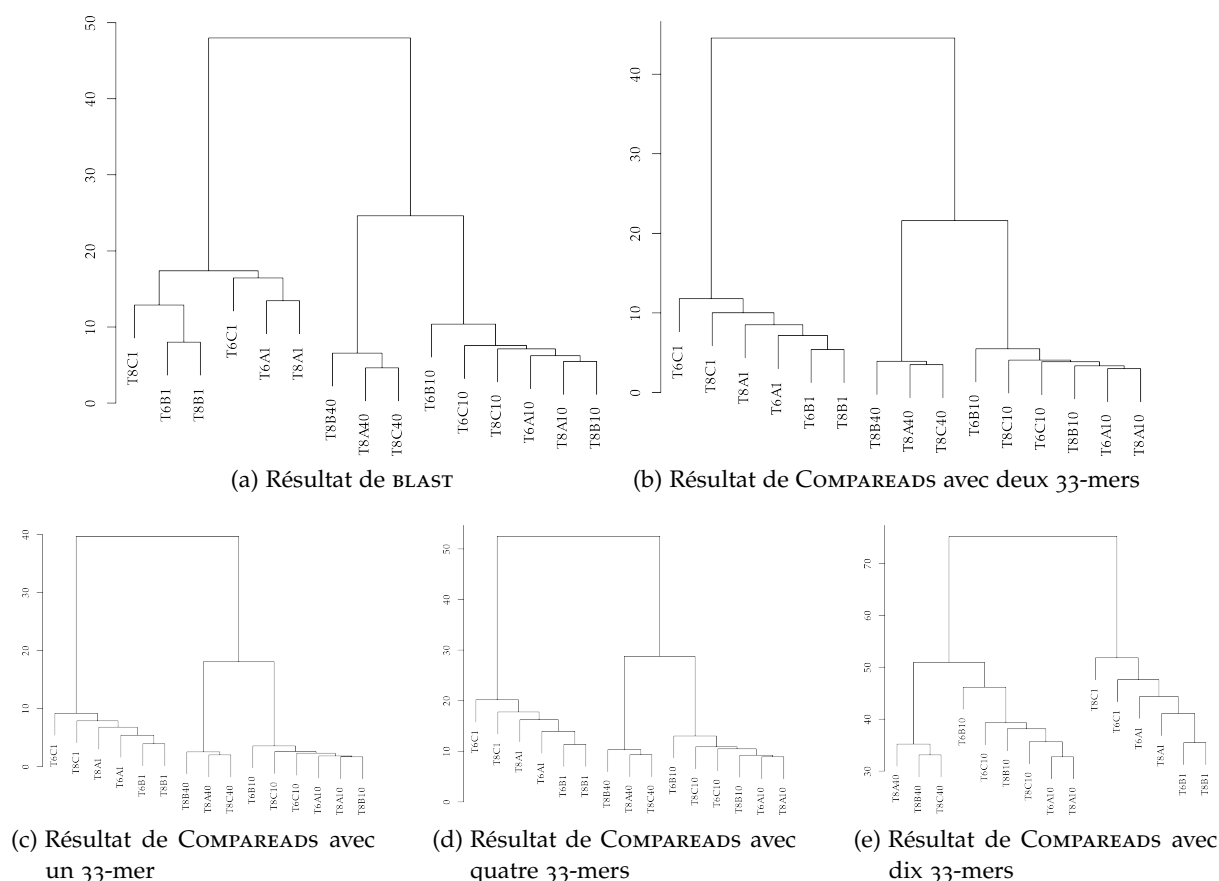 50
40
30
20
10
0
T8C1
T6B1
T8B1
T6C1
T6A1
T8A1
T8B40
T8A40
T8C40
T6B10
T6C10
T8C10
T6A10
T8A10
T8B10
(a) Résultat de BLAST
40
30
20
10
0
T6C1
T8C1
T8A1
T6A1
T6B1
T8B1
T8B40
T8A40
T8C40
T6B10
T8C10
T6C10
T8B10
T6A10
T8A10
(b) Résultat de COMPAREADS avec deux 33-mers
40
30
20
10
0
T6C1
T8C1
T8A1
T6A1
T6B1
T8B1
T8B40
T8A40
T8C40
T6B10
T8C10
T6C10
T6A10
T8A10
T8B10
(c) Résultat de COMPAREADS avec
un 33-mer
50
40
30
20
10
0
T6C1
T8C1
T8A1
T6A1
T6B1
T8B1
T8B40
T8A40
T8C40
T6B10
T8C10
T6C10
T8B10
T6A10
T8A10
(d) Résultat de COMPAREADS avec
quatre 33-mers
70
60
50
40
30
T8A40
T8B40
T8C40
T6B10
T6C10
T8B10
T8C10
T6A10
T8A10
T8C1
T6C1
T6A1
T8A1
T6B1
T8B1
(e) Résultat de COMPAREADS avec
dix 33-mers